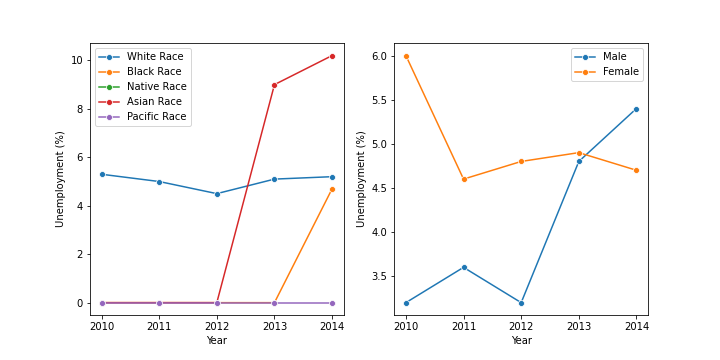 White Race
Black Race
Native Race
Asian Race
Pacific Race
10
8
6
4
2
0
Unemployment (%)
2010 2011 2012 2013 2014
Year
Male
Female
6.0
5.5
5.0
4.5
4.0
3.5
Unemployment (%)
2010 2011 2012 2013 2014
Year